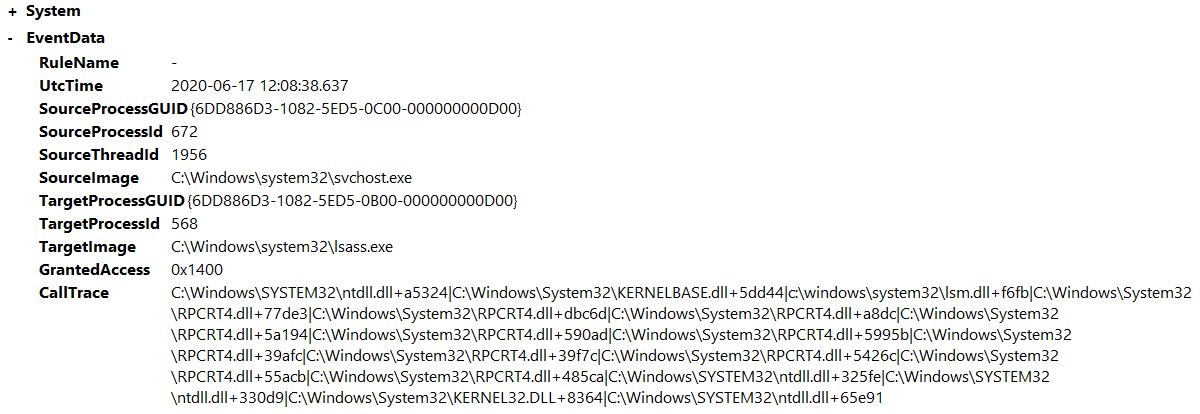 + System
- EventData
RuleName -
UtcTime 2020-06-17 12:08:38.637
SourceProcessGUID {6DD886D3-1082-5ED5-0C00-000000000D00}
SourceProcessId 672
SourceThreadId 1956
SourceImage C:\Windows\system32\svchost.exe
TargetProcessGUID {6DD886D3-1082-5ED5-0B00-000000000D00}
TargetProcessId 568
TargetImage C:\Windows\system32\lsass.exe
GrantedAccess 0x1400
CallTrace C:\Windows\SYSTEM32\ntdll.dll+a5324|C:\Windows\System32\KERNELBASE.dll+5dd44|c:\windows\system32\lsm.dll+f6fb|C:\Windows\System32
\RPCRT4.dll+77de3|C:\Windows\System32\RPCRT4.dll+dbc6d|C:\Windows\System32\RPCRT4.dll+a8dc|C:\Windows\System32
\RPCRT4.dll+5a194|C:\Windows\System32\RPCRT4.dll+590ad|C:\Windows\System32\RPCRT4.dll+5995b|C:\Windows\System32
\RPCRT4.dll+39afc|C:\Windows\System32\RPCRT4.dll+39f7c|C:\Windows\System32\RPCRT4.dll+5426c|C:\Windows\System32
\RPCRT4.dll+55acb|C:\Windows\System32\RPCRT4.dll+485ca|C:\Windows\SYSTEM32\ntdll.dll+325fe|C:\Windows\SYSTEM32
\ntdll.dll+330d9|C:\Windows\System32\KERNEL32.DLL+8364|C:\Windows\SYSTEM32\ntdll.dll+65e91